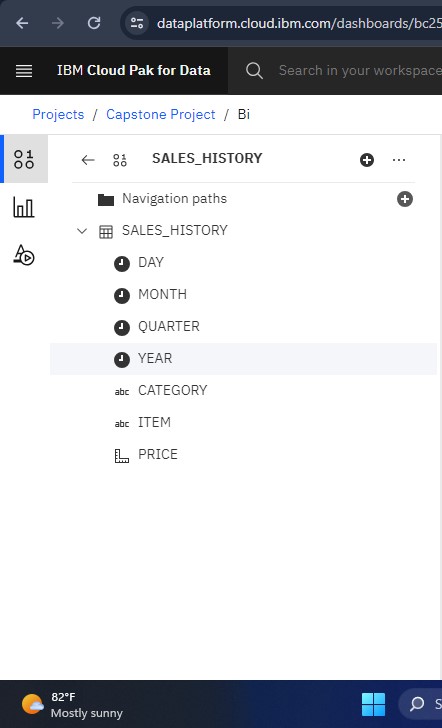 dataplatform.cloud.ibm.com/dashboards/bc25
IBM Cloud Pak for Data
Search in your workspace
Projects / Capstone Project / Bi
SALES_HISTORY
Navigation paths
SALES_HISTORY
DAY
MONTH
QUARTER
YEAR
abc CATEGORY
abc ITEM
PRICE
82°F
Mostly sunny
S